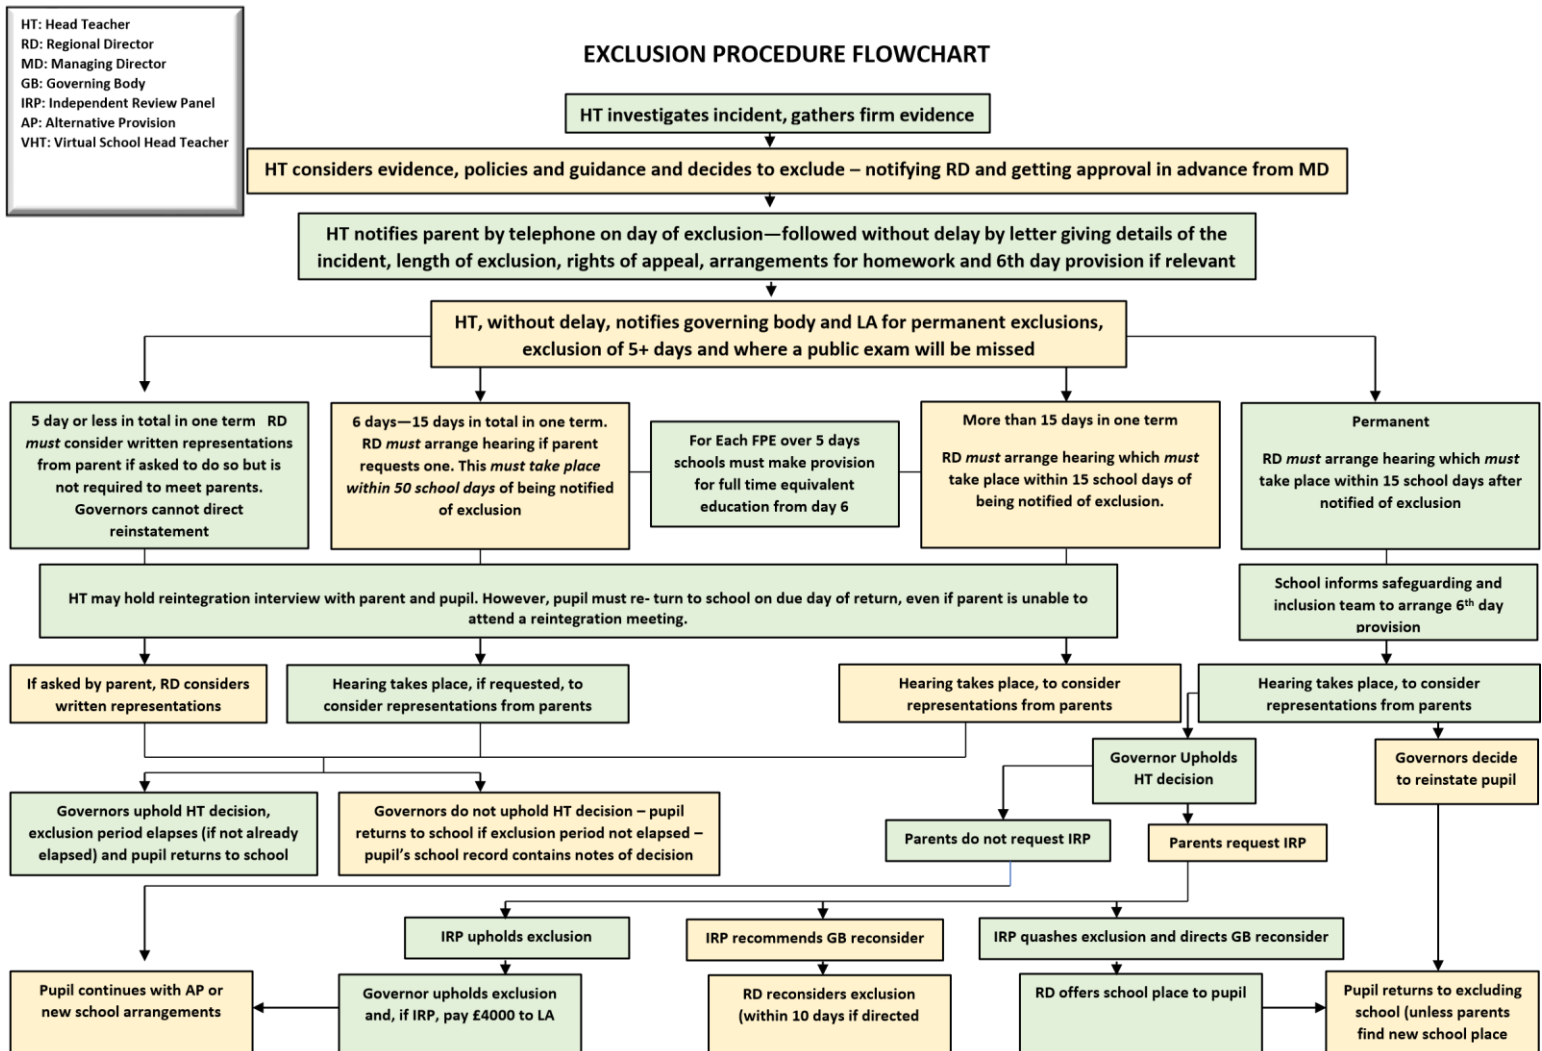 HT: Head Teacher
RD: Regional Director
MD: Managing Director
GB: Governing Body
IRP: Independent Review Panel
AP: Alternative Provision
VHT: Virtual School Head Teacher
EXCLUSION PROCEDURE FLOWCHART
HT investigates incident, gathers firm evidence
HT considers evidence, policies and guidance and decides to exclude – notifying RD and getting approval in advance from MD
HT notifies parent by telephone on day of exclusion—followed without delay by letter giving details of the
incident, length of exclusion, rights of appeal, arrangements for homework and 6th day provision if relevant
HT, without delay, notifies governing body and LA for permanent exclusions,
exclusion of 5+ days and where a public exam will be missed
5 day or less in total in one term   RD
must consider written representations
from parent if asked to do so but is
not required to meet parents.
Governors cannot direct
reinstatement
6 days—15 days in total in one term.
RD must arrange hearing if parent
requests one. This must take place
within 50 school days of being notified
of exclusion
For Each FPE over 5 days
schools must make provision
for full time equivalent
education from day 6
More than 15 days in one term
RD must arrange hearing which must
take place within 15 school days of
being notified of exclusion.
Permanent
RD must arrange hearing which must
take place within 15 school days after
notified of exclusion
HT may hold reintegration interview with parent and pupil. However, pupil must re- turn to school on due day of return, even if parent is unable to
attend a reintegration meeting.
School informs safeguarding and
inclusion team to arrange 6th day
provision
If asked by parent, RD considers
written representations
Hearing takes place, if requested, to
consider representations from parents
Hearing takes place, to consider
representations from parents
Hearing takes place, to consider
representations from parents
Governor Upholds
HT decision
Governors decide
to reinstate pupil
Governors uphold HT decision,
exclusion period elapses (if not already
elapsed) and pupil returns to school
Governors do not uphold HT decision – pupil
returns to school if exclusion period not elapsed –
pupil's school record contains notes of decision
Parents do not request IRP
Parents request IRP
IRP upholds exclusion
IRP recommends GB reconsider
IRP quashes exclusion and directs GB reconsider
Pupil continues with AP or
new school arrangements
Governor upholds exclusion
and, if IRP, pay £4000 to LA
RD reconsiders exclusion
(within 10 days if directed
RD offers school place to pupil
Pupil returns to excluding
school (unless parents
find new school place